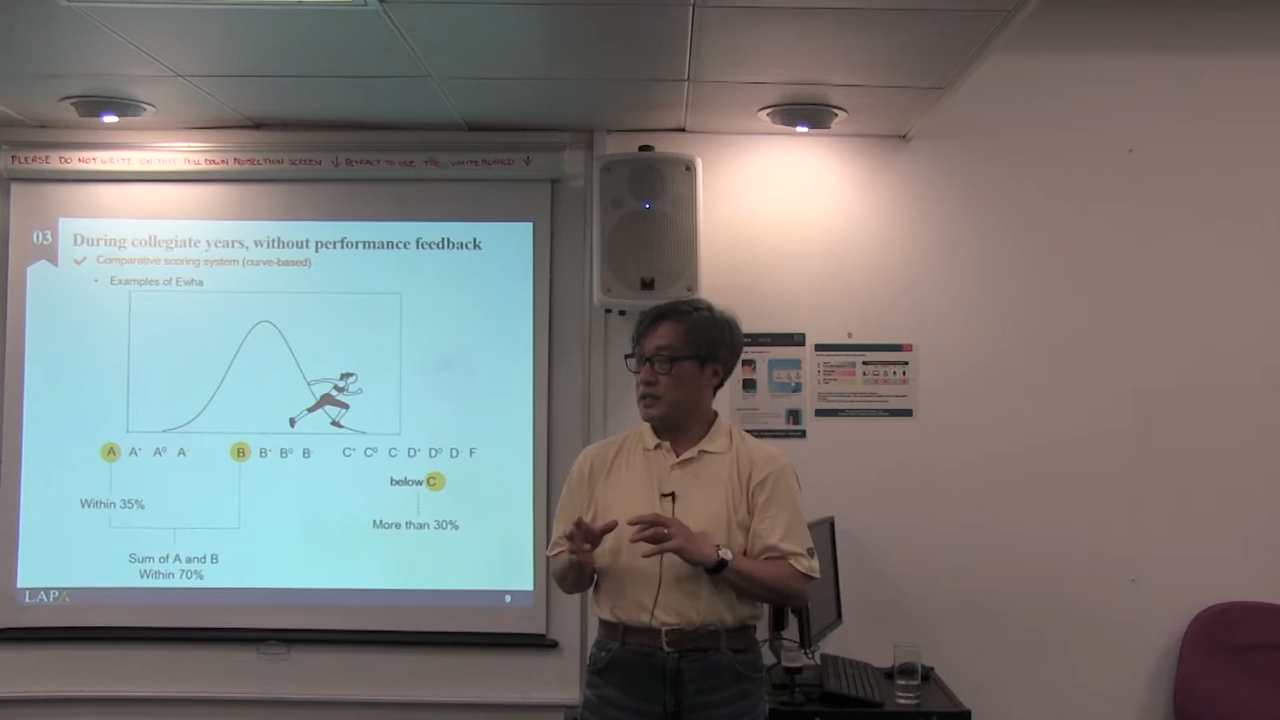 PLEASE DO NOT WRITE ON THIS PULL DOWN PROJECTION SCREEN ↓ RETRACT TO USE THE WHITEBOARD ↓
03
During collegiate years, without performance feedback
✓ Comparative scoring system (curve-based)
• Examples of Ewha
A A⁺ A⁰ A⁻ B B⁺ B⁰ B⁻ C⁺ C⁰ C⁻ D⁺ D⁰ D F
below C
Within 35%
More than 30%
Sum of A and B
Within 70%
LAPA
9